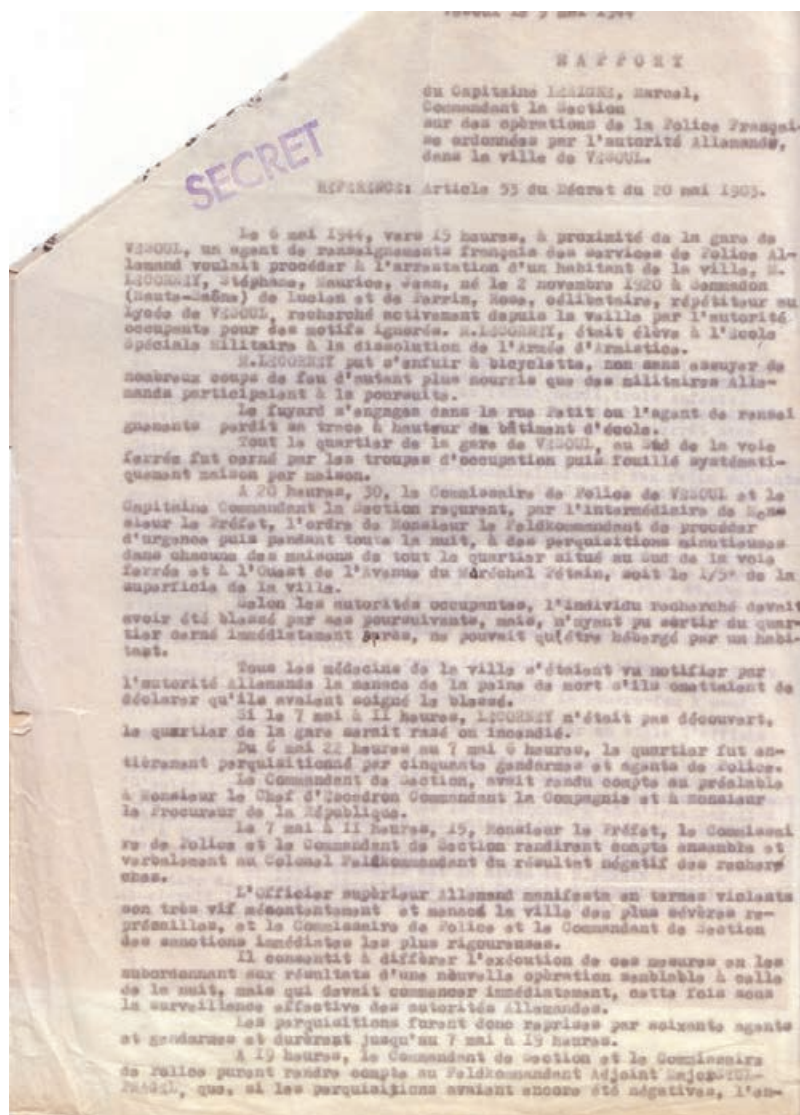 le 9 mai 1944
RAPPORT
du Capitaine Marcel,
Commandant la Section
sur des opérations de la Police Françai-
se ordonnées par l'autorité Allemande,
dans la ville de VESOUL.
SECRET
REFERENCE: Article 53 du Décret du 20 mai 1903.
Le 6 mai 1944, vers 19 heures, à proximité de la gare de
VESOUL, un agent de renseignements français des services de Police Al-
lemand voulait procéder à l'arrestation d'un habitant de la ville, M.
LECORNEY, Stéphane, Maurice, Jean, né le 2 novembre 1920 à
(Haute-Saône) de Lucien et de Perrin, Rose, célibataire, répétiteur au
lycée de VESOUL, recherché activement depuis la veille par l'autorité
occupante pour des motifs ignorés. M.LECORNEY, était élève à l'Ecole
Spéciale Militaire à la dissolution de l'Armée d'Armistice.
M.LECORNEY put s'enfuir à bicyclette, non sans essuyer de
nombreux coups de feu d'autant plus nourris que des militaires Alle-
mands participaient à la poursuite.
Le fuyard s'engagea dans la rue Petit ou l'agent de rensei
gnements perdit sa trace à hauteur du bâtiment d'école.
Tout le quartier de la gare de VESOUL, au Sud de la voie
ferrée fut cerné par les troupes d'occupation puis fouillé systémati-
quement maison par maison.
A 20 heures, 30, le Commissaire de Police de VESOUL et le
Capitaine Commandant la Section reçurent, par l'intermédiaire de Mon-
sieur le Préfet, l'ordre de Monsieur le Feldkommandant de procéder
d'urgence puis pendant toute la nuit, à des perquisitions minutieuses
dans chacune des maisons de tout le quartier situé au Sud de la voie
ferrée et à l'Ouest de l'Avenue du Maréchal Pétain, soit le 1/5° de la
superficie de la ville.
Selon les autorités occupantes, l'individu recherché devait
avoir été blessé par ses poursuivants, mais, n'ayant pu sortir du quar-
tier cerné immédiatement après, ne pouvait qu'être hébergé par un habi-
tant.
Tous les médecins de la ville s'étaient vu notifier par
l'autorité Allemande la menace de la peine de mort s'ils omettaient de
déclarer qu'ils avaient soigné le blessé.
Si le 7 mai à II heures, LECORNEY n'était pas découvert,
le quartier de la gare serait rasé ou incendié.
Du 6 mai 22 heures au 7 mai 6 heures, le quartier fut en-
tièrement perquisitionné par cinquante gendarmes et agents de Police.
Le Commandant de Section, avait rendu compte au préalable
à Monsieur le Chef d'Escadron Commandant la Compagnie et à monsieur
le Procureur de la République.
Le 7 mai à II heures, 15, Monsieur le Préfet, le Commissai
re de Police et le Commandant de Section rendirent compte ensemble et
verbalement au Colonel Feldkommandant du résultat négatif des recher
ches.
L'Officier supérieur Allemand manifesta en termes violents
son très vif mécontentement et menaça la ville des plus sévères re-
présailles, et le Commissaire de Police et le Commandant de Section
des sanctions immédiates les plus rigoureuses.
Il consentit à différer l'exécution de ces mesures en les
subordonnant aux résultats d'une nouvelle opération semblable à celle
de la nuit, mais qui devait commencer immédiatement, cette fois sous
la surveillance effective des autorités Allemandes.
Les perquisitions furent donc reprises par soixante agents
et gendarmes et durèrent jusqu'au 7 mai à 19 heures.
A 19 heures, le Commandant de Section et le Commissaire
de Police purent rendre compte au Feldkommandant Adjoint Major
que, si les perquisitions avaient encore été négatives, l'en-